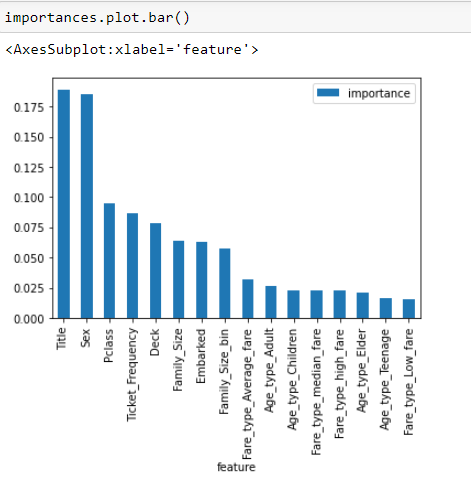 importances.plot.bar()
<AxesSubplot:xlabel='feature'>
importance
0.175
0.150
0.125
0.100
0.075
0.050
0.025
0.000
Title
Sex
Pclass
Ticket_Frequency
Deck
Family_Size
Embarked
Family_Size_bin
Fare_type_Average_fare
Age_type_Adult
Age_type_Children
Fare_type_median_fare
Fare_type_high_fare
Age_type_Elder
Age_type_Teenage
Fare_type_Low_fare
feature